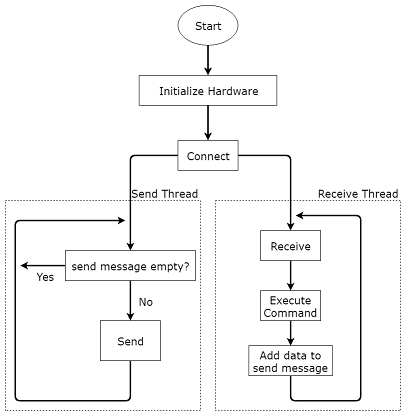 Start
Initialize Hardware
Connect
Send Thread
Receive Thread
send message empty?
Yes
No
Send
Receive
Execute
Command
Add data to
send message